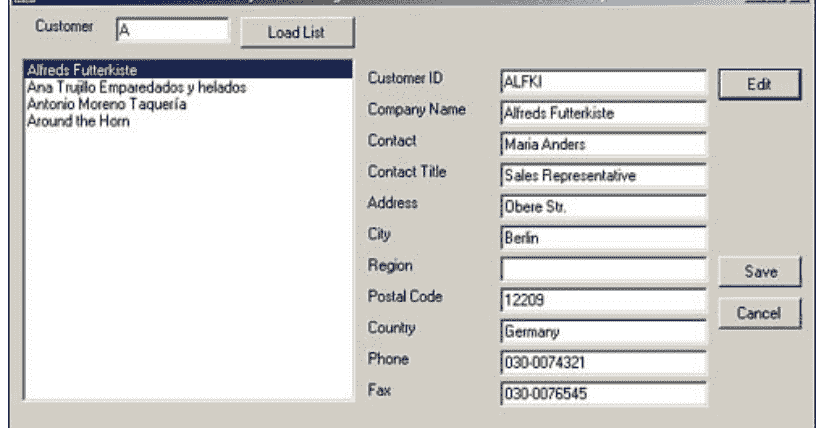 Customer A Load List
Alfreds Futterkiste
Ana Trujillo Emparedados y helados
Antonio Moreno Taquería
Around the Horn
Customer ID ALFKI Edit
Company Name Alfreds Futterkiste
Contact Maria Anders
Contact Title Sales Representative
Address Obere Str.
City Berlin
Region Save
Postal Code 12209
Cancel
Country Germany
Phone 030-0074321
Fax 030-0076545